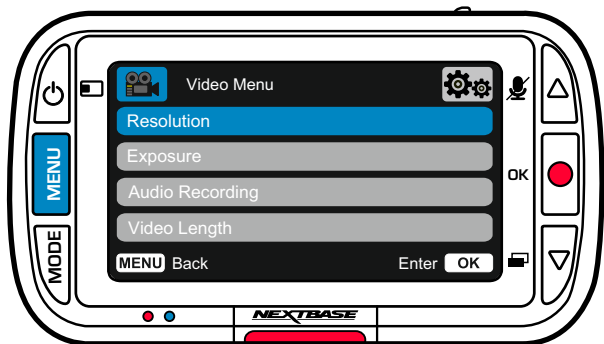 Video Menu
Resolution
Exposure
Audio Recording
Video Length
MENU Back
Enter OK
MENU
MODE
OK
NEXTBASE